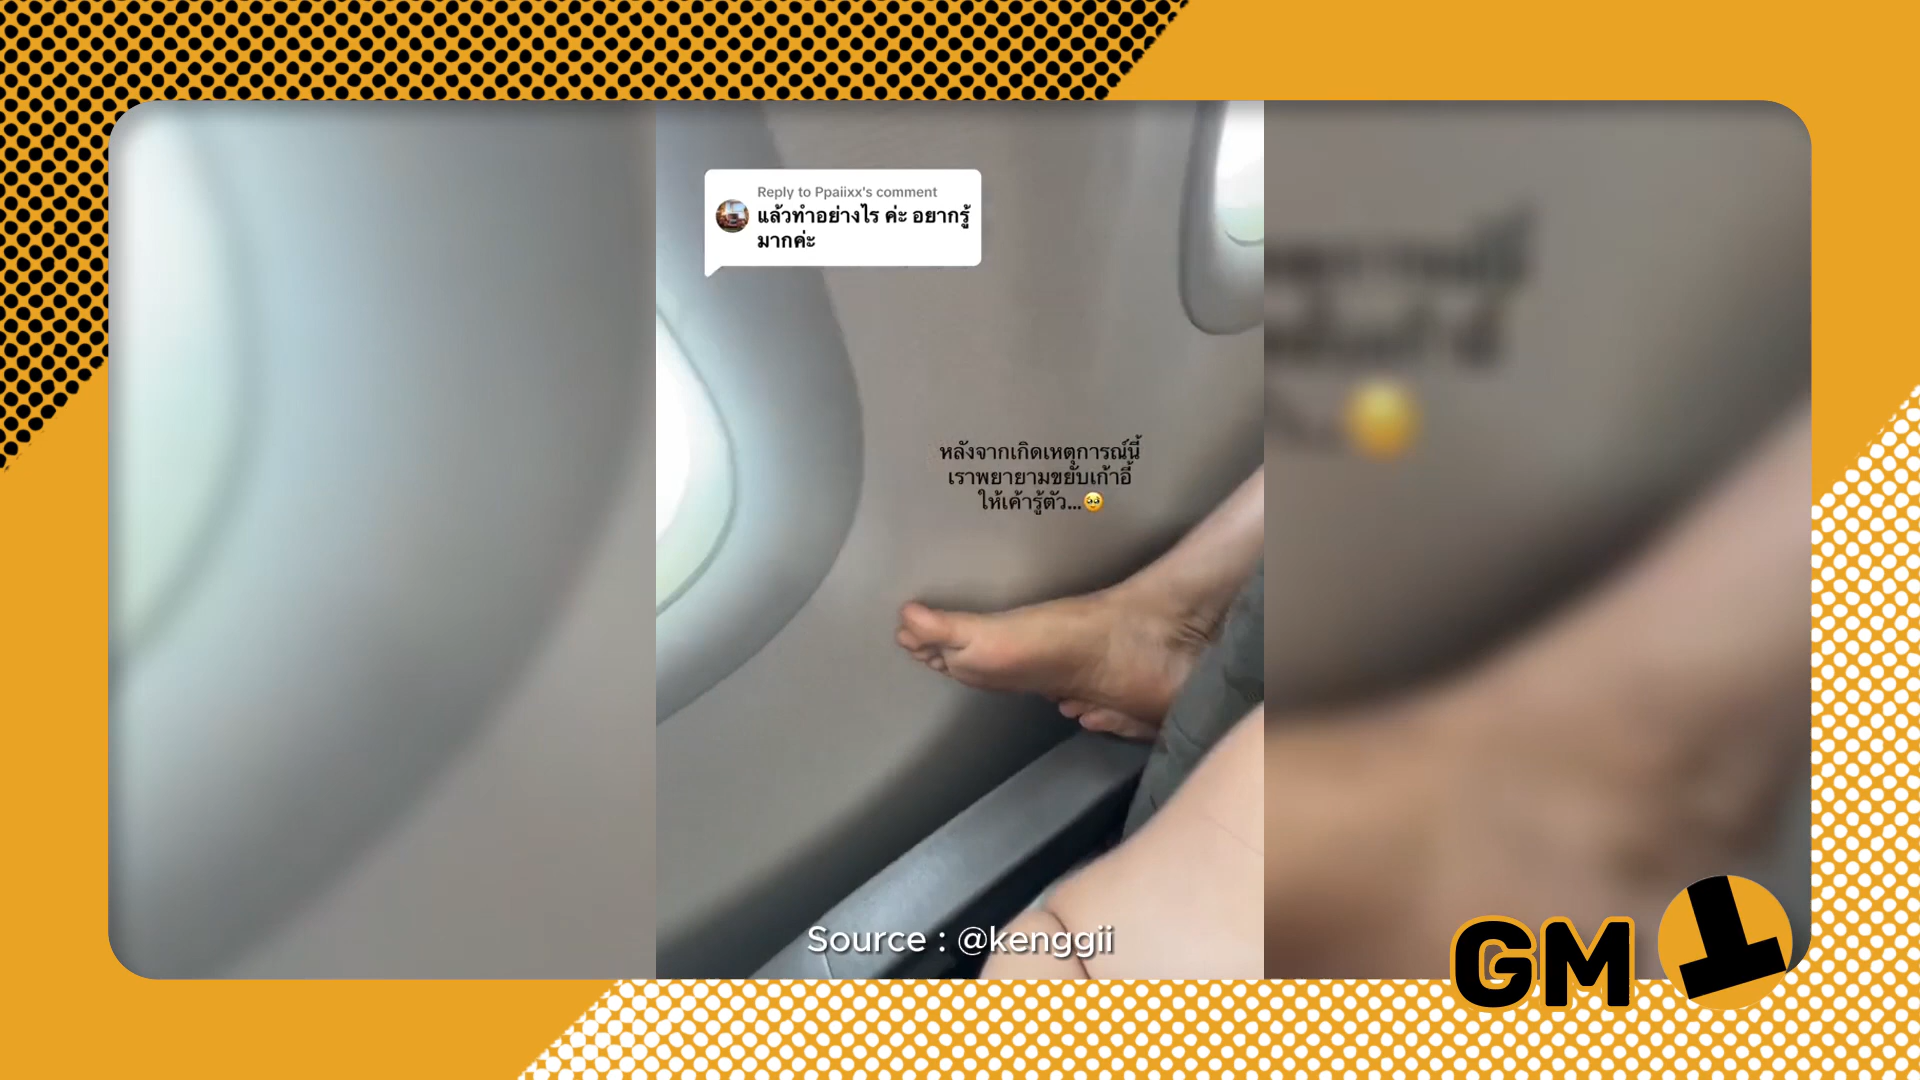 Reply to Ppaiixx's comment
แล้วทำอย่างไร ค่ะ อยากรู้
มากค่ะ
หลังจากเกิดเหตุการณ์นี้
เราพยายามขยับเก้าอี้
ให้เค้ารู้ตัว...🥹
Source : @kenggii
GM